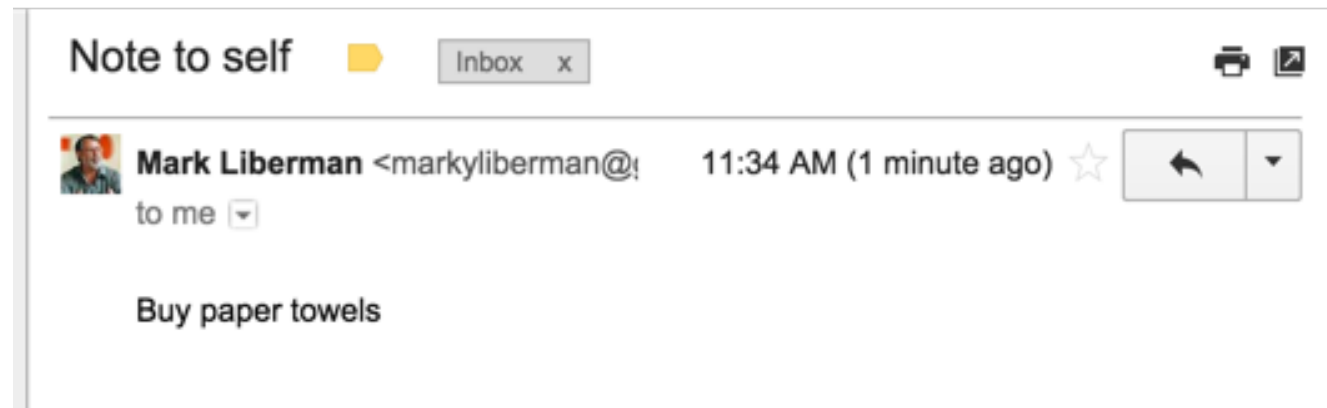 Note to self Inbox x
Mark Liberman <markyliberman@ 11:34 AM (1 minute ago)
to me
Buy paper towels